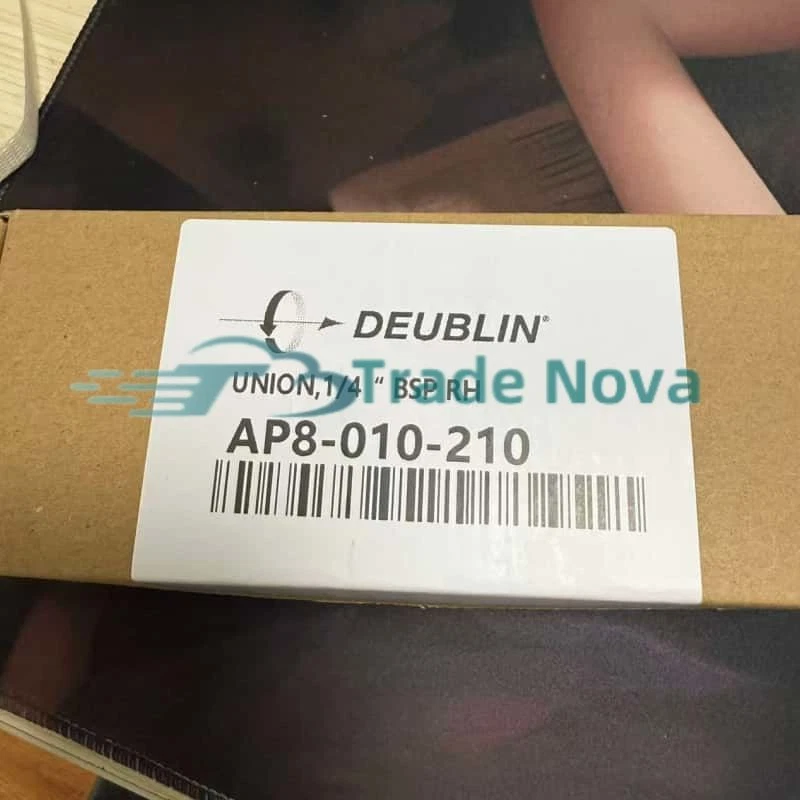 DEUBLIN®
Trade Nova
UNION,1/4 “ BSP RH
AP8-010-210